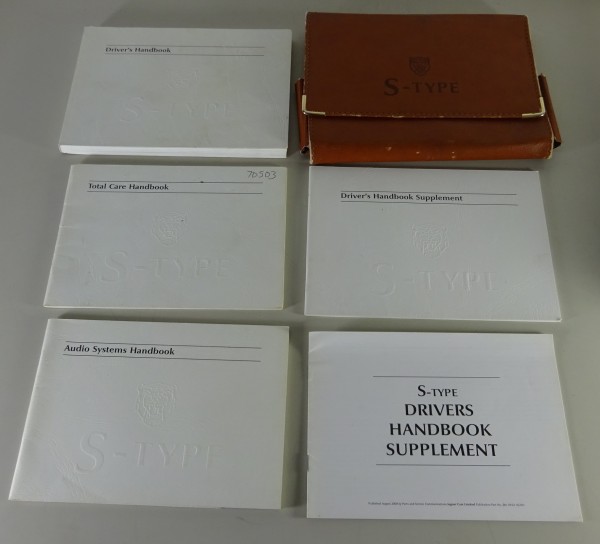 Driver's Handbook
S-TYPE
S-TYPE
Total Care Handbook
70503
S-TYPE
Driver's Handbook Supplement
S-TYPE
Audio Systems Handbook
S-TYPE
S-TYPE
DRIVERS
HANDBOOK
SUPPLEMENT